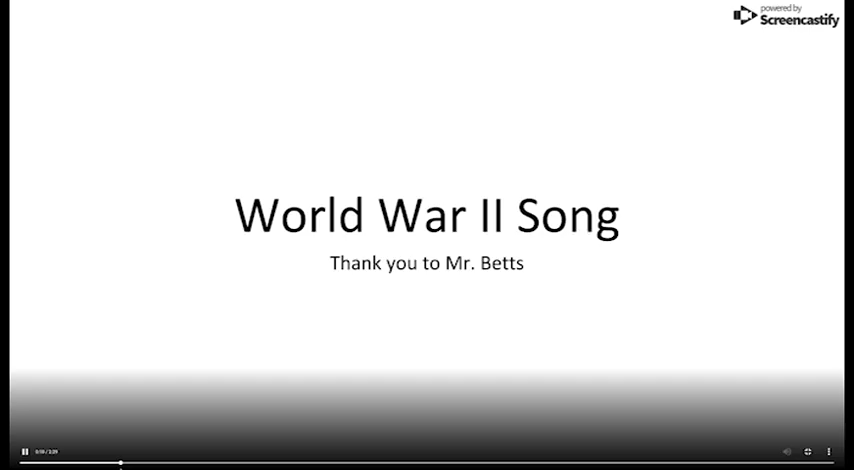 powered by
Screencastify
World War II Song
Thank you to Mr. Betts